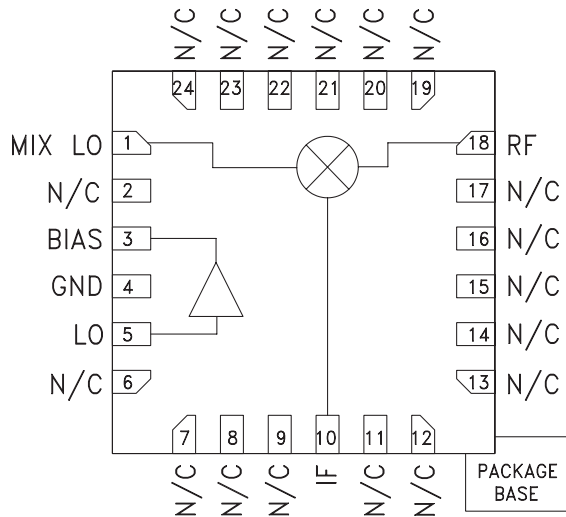 N/C N/C N/C N/C N/C N/C
24 23 22 21 20 19
MIX LO 1 18 RF
N/C 2 17 N/C
BIAS 3 16 N/C
GND 4 15 N/C
LO 5 14 N/C
N/C 6 13 N/C
7 8 9 10 11 12
N/C N/C N/C IF N/C N/C
PACKAGE
BASE